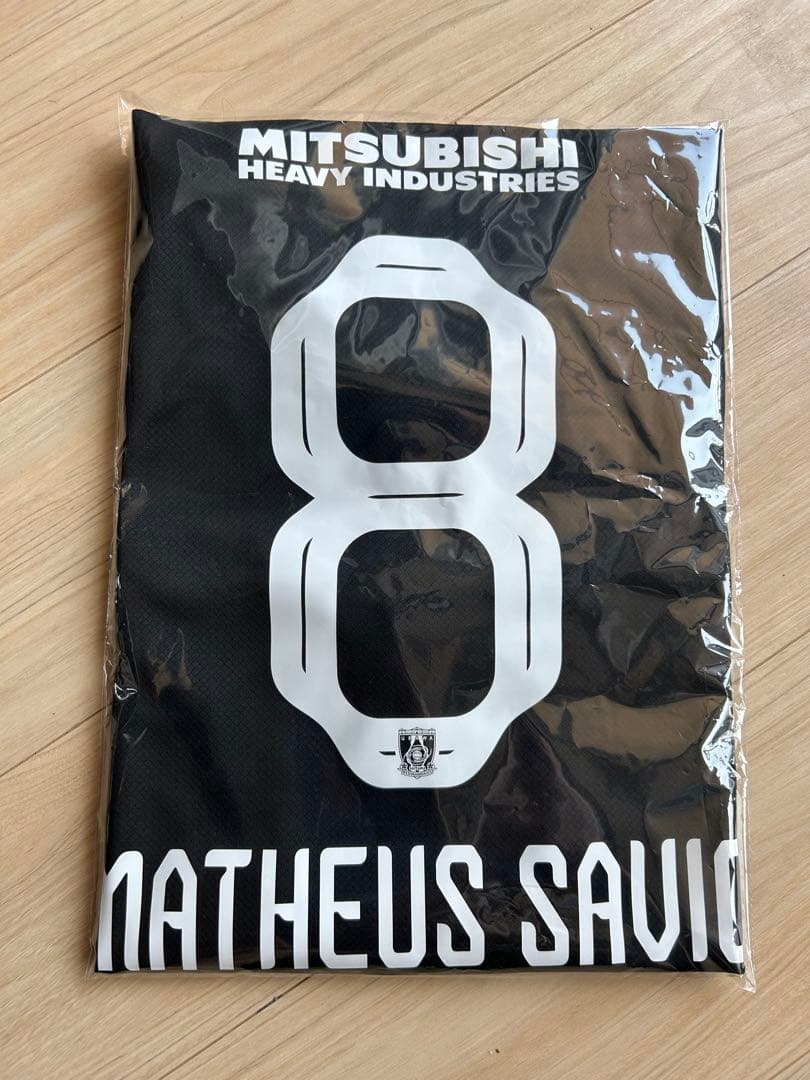 MITSUBISHI
HEAVY INDUSTRIES
8
MATHEUS SAVIO